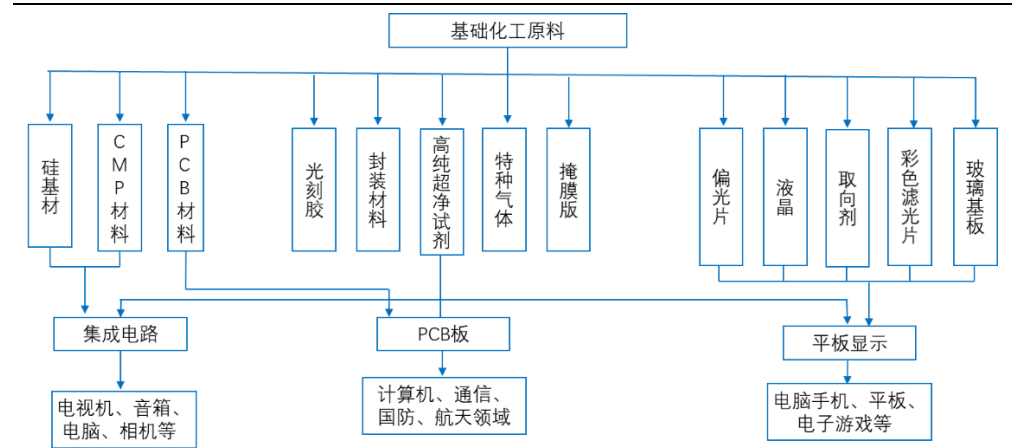 基础化工原料
硅基材
CMP材料
PCB材料
光刻胶
封装材料
高纯超净试剂
特种气体
掩膜版
偏光片
液晶
取向剂
彩色滤光片
玻璃基板
集成电路
PCB板
平板显示
电视机、音箱、
电脑、相机等
计算机、通信、
国防、航天领域
电脑手机、平板、
电子游戏等